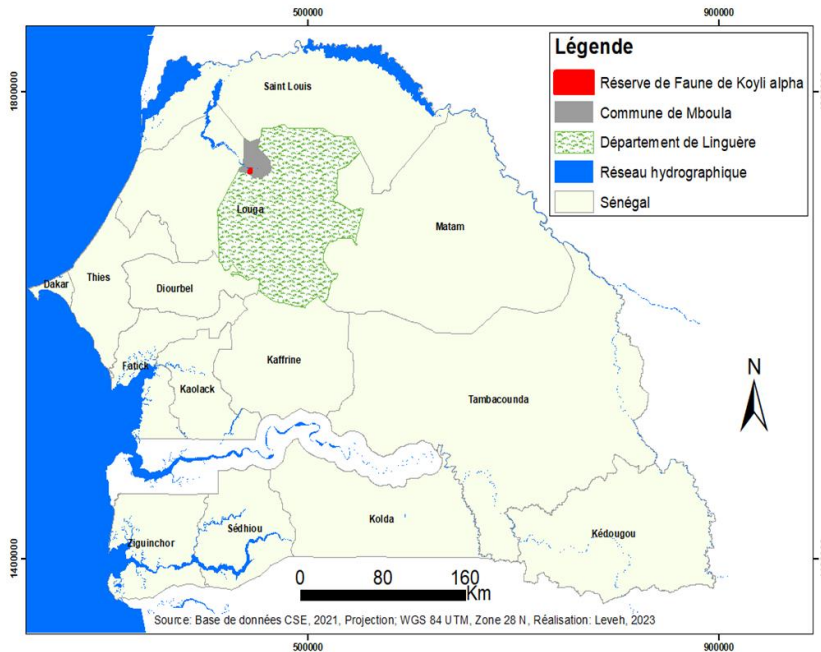 500000
900000
1800000
1400000
Légende
Réserve de Faune de Koyli alpha
Commune de Mboula
Département de Linguère
Réseau hydrographique
Sénégal
Saint Louis
Louga
Matam
Thies
Dakar
Diourbel
Fatick
Kaolack
Kaffrine
Tambacounda
N
Ziguinchor
Sédhiou
Kolda
Kédougou
0 80 160
Km
Source: Base de données CSE, 2021, Projection; WGS 84 UTM, Zone 28 N, Réalisation: Leveh, 2023
500000
900000